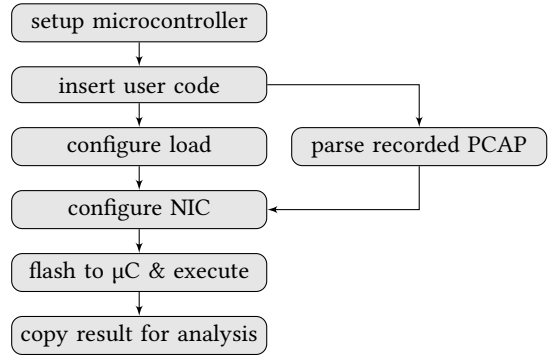 setup microcontroller
insert user code
configure load
parse recorded PCAP
configure NIC
flash to μC & execute
copy result for analysis